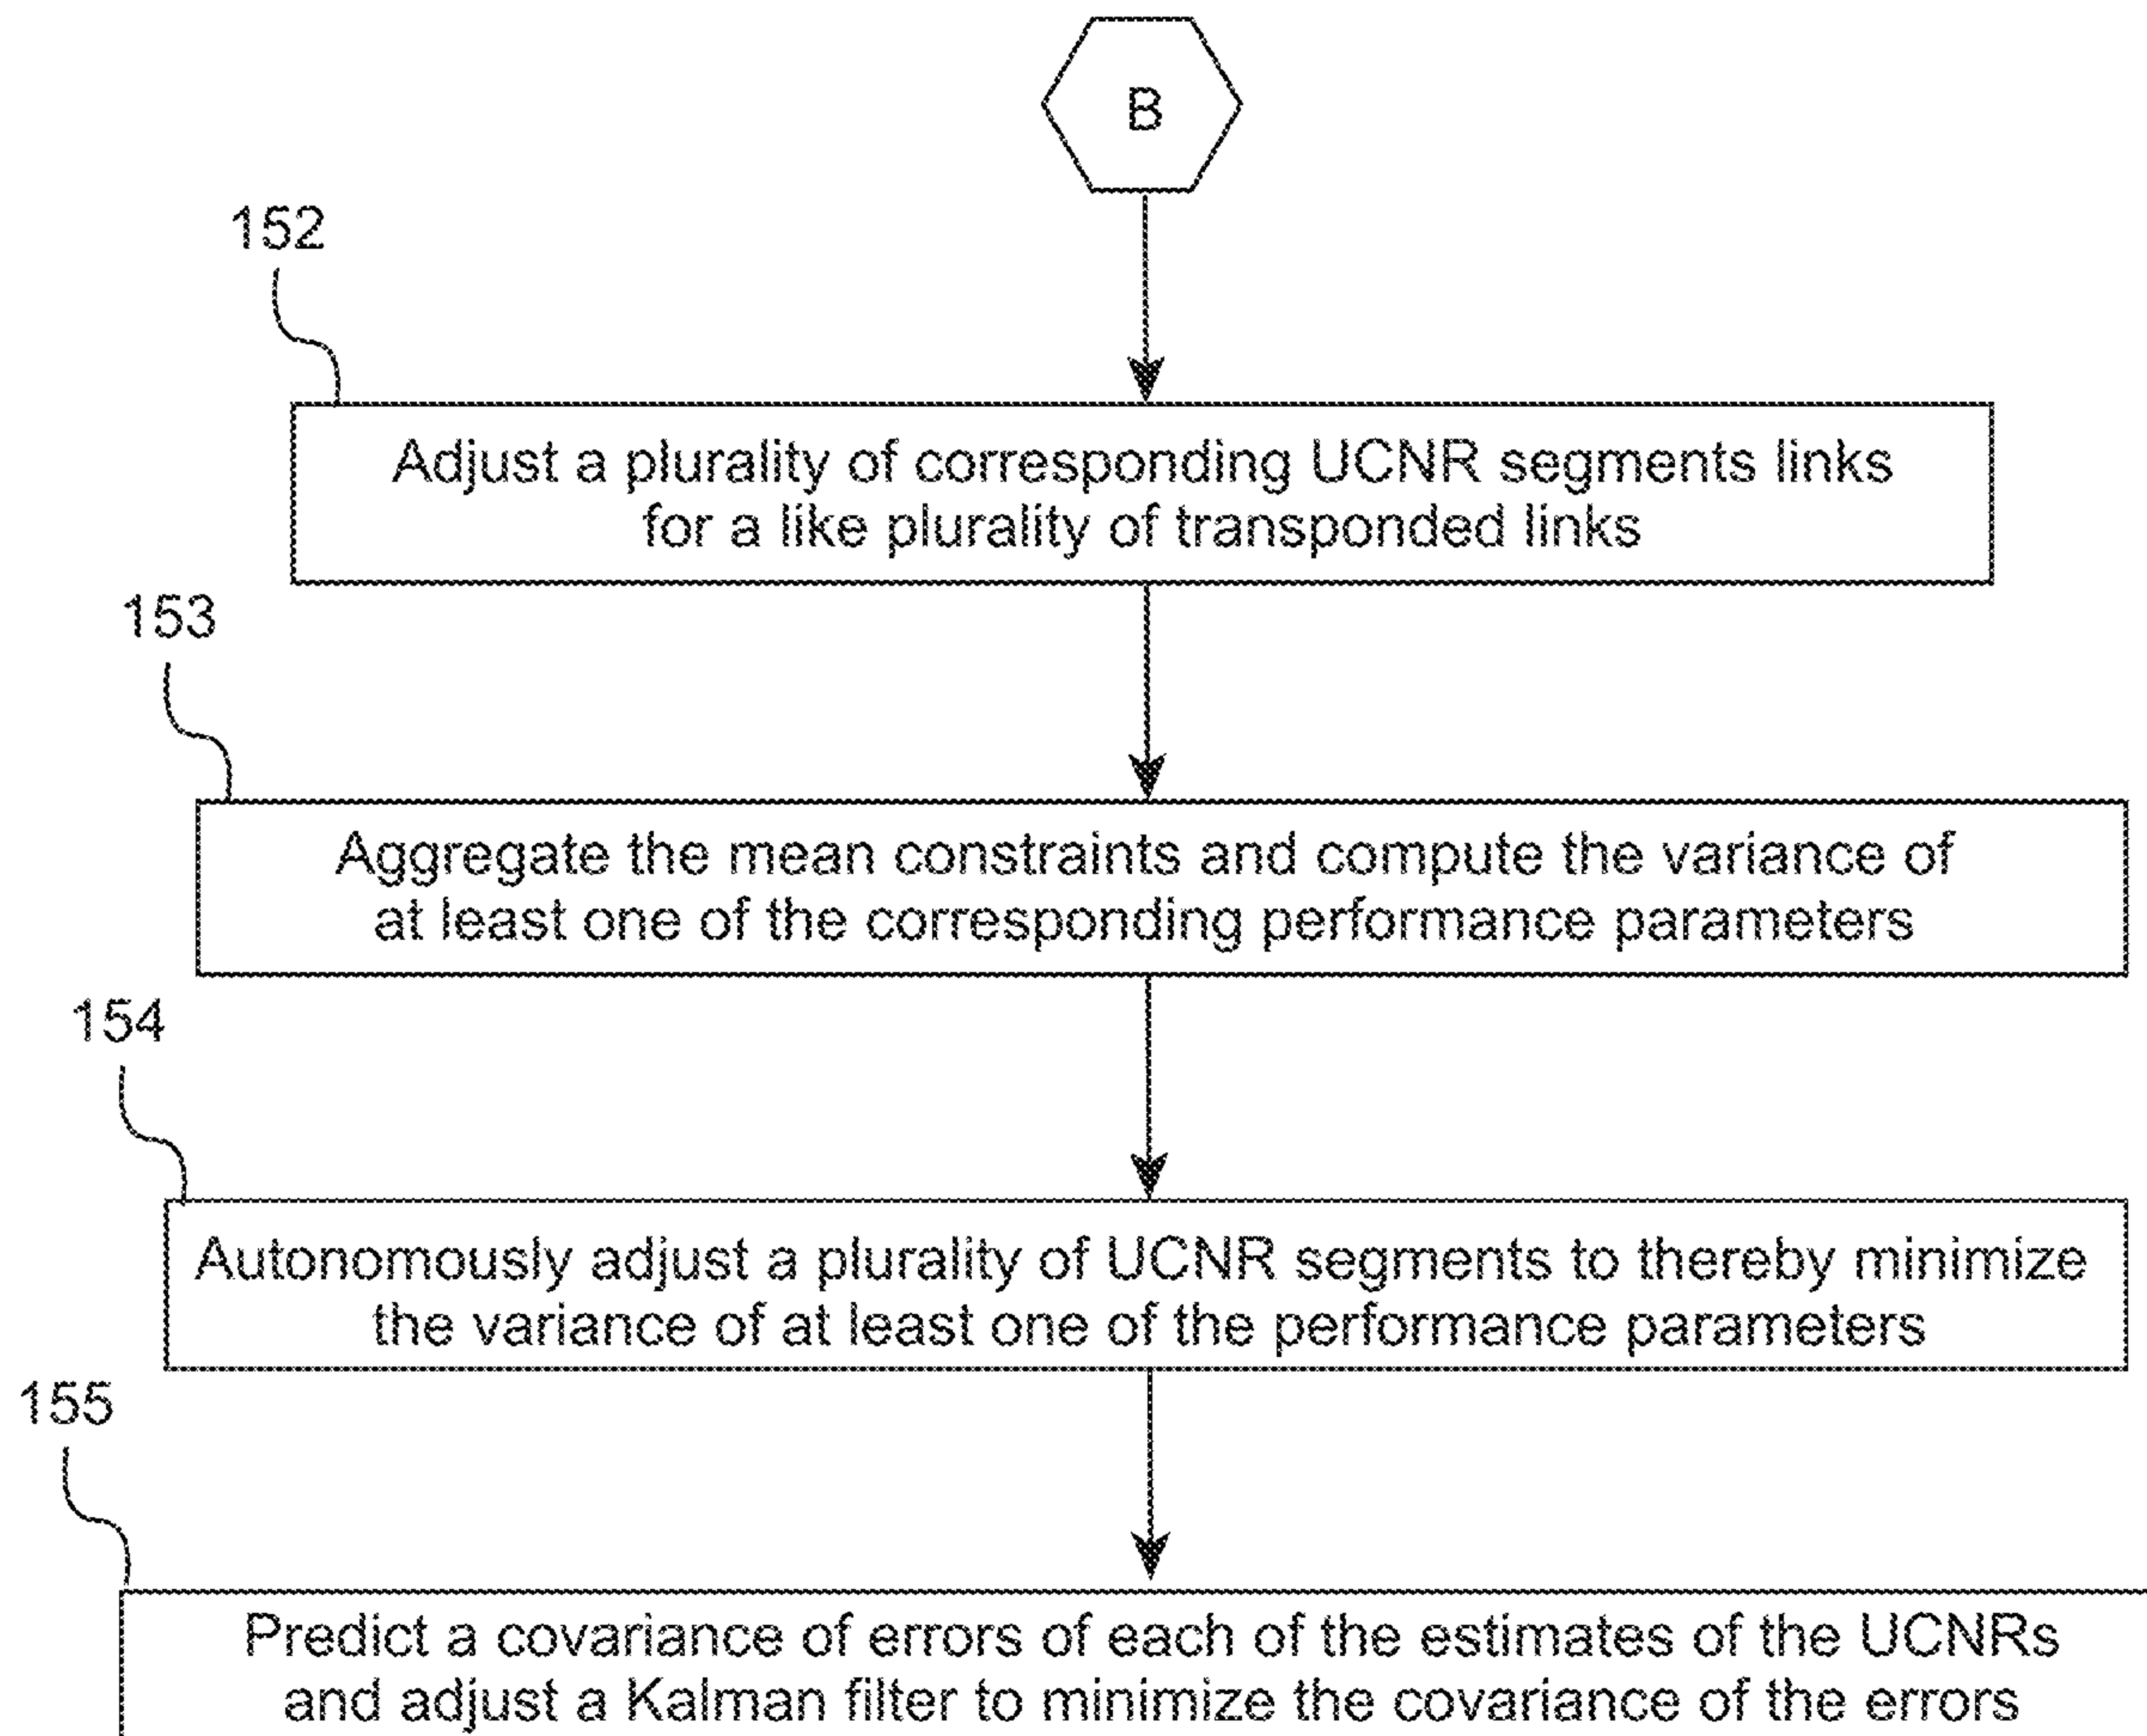 B
152
Adjust a plurality of corresponding UCNR segments links
for a like plurality of transponded links
153
Aggregate the mean constraints and compute the variance of
at least one of the corresponding performance parameters
154
Autonomously adjust a plurality of UCNR segments to thereby minimize
the variance of at least one of the performance parameters
155
Predict a covariance of errors of each of the estimates of the UCNRs
and adjust a Kalman filter to minimize the covariance of the errors